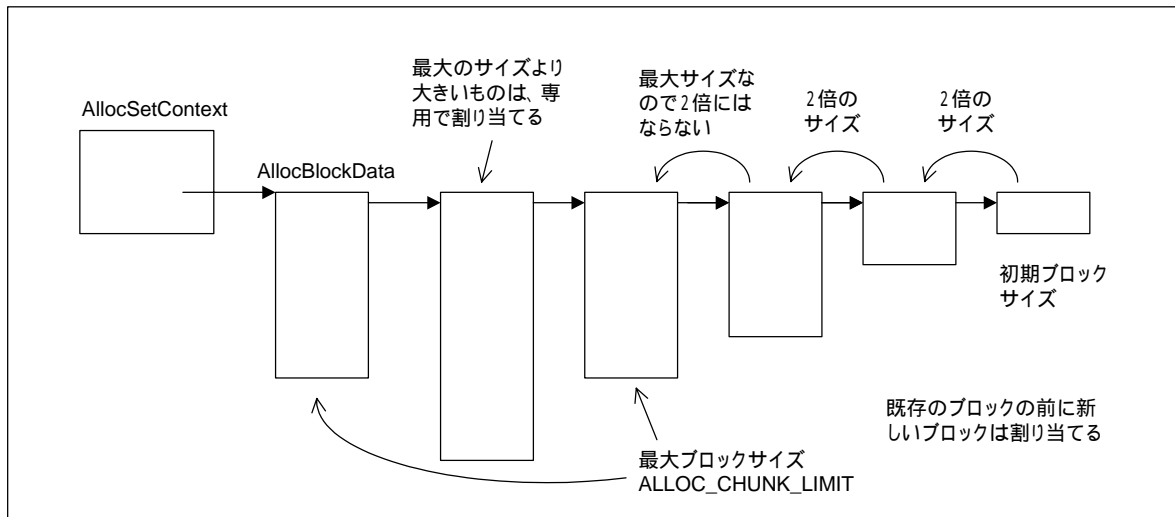 AllocSetContext
AllocBlockData
最大のサイズより
大きいものは、専
用で割り当てる
最大サイズな
ので2倍には
ならない
2倍の
サイズ
2倍の
サイズ
初期ブロック
サイズ
既存のブロックの前に新
しいブロックは割り当てる
最大ブロックサイズ
ALLOC_CHUNK_LIMIT